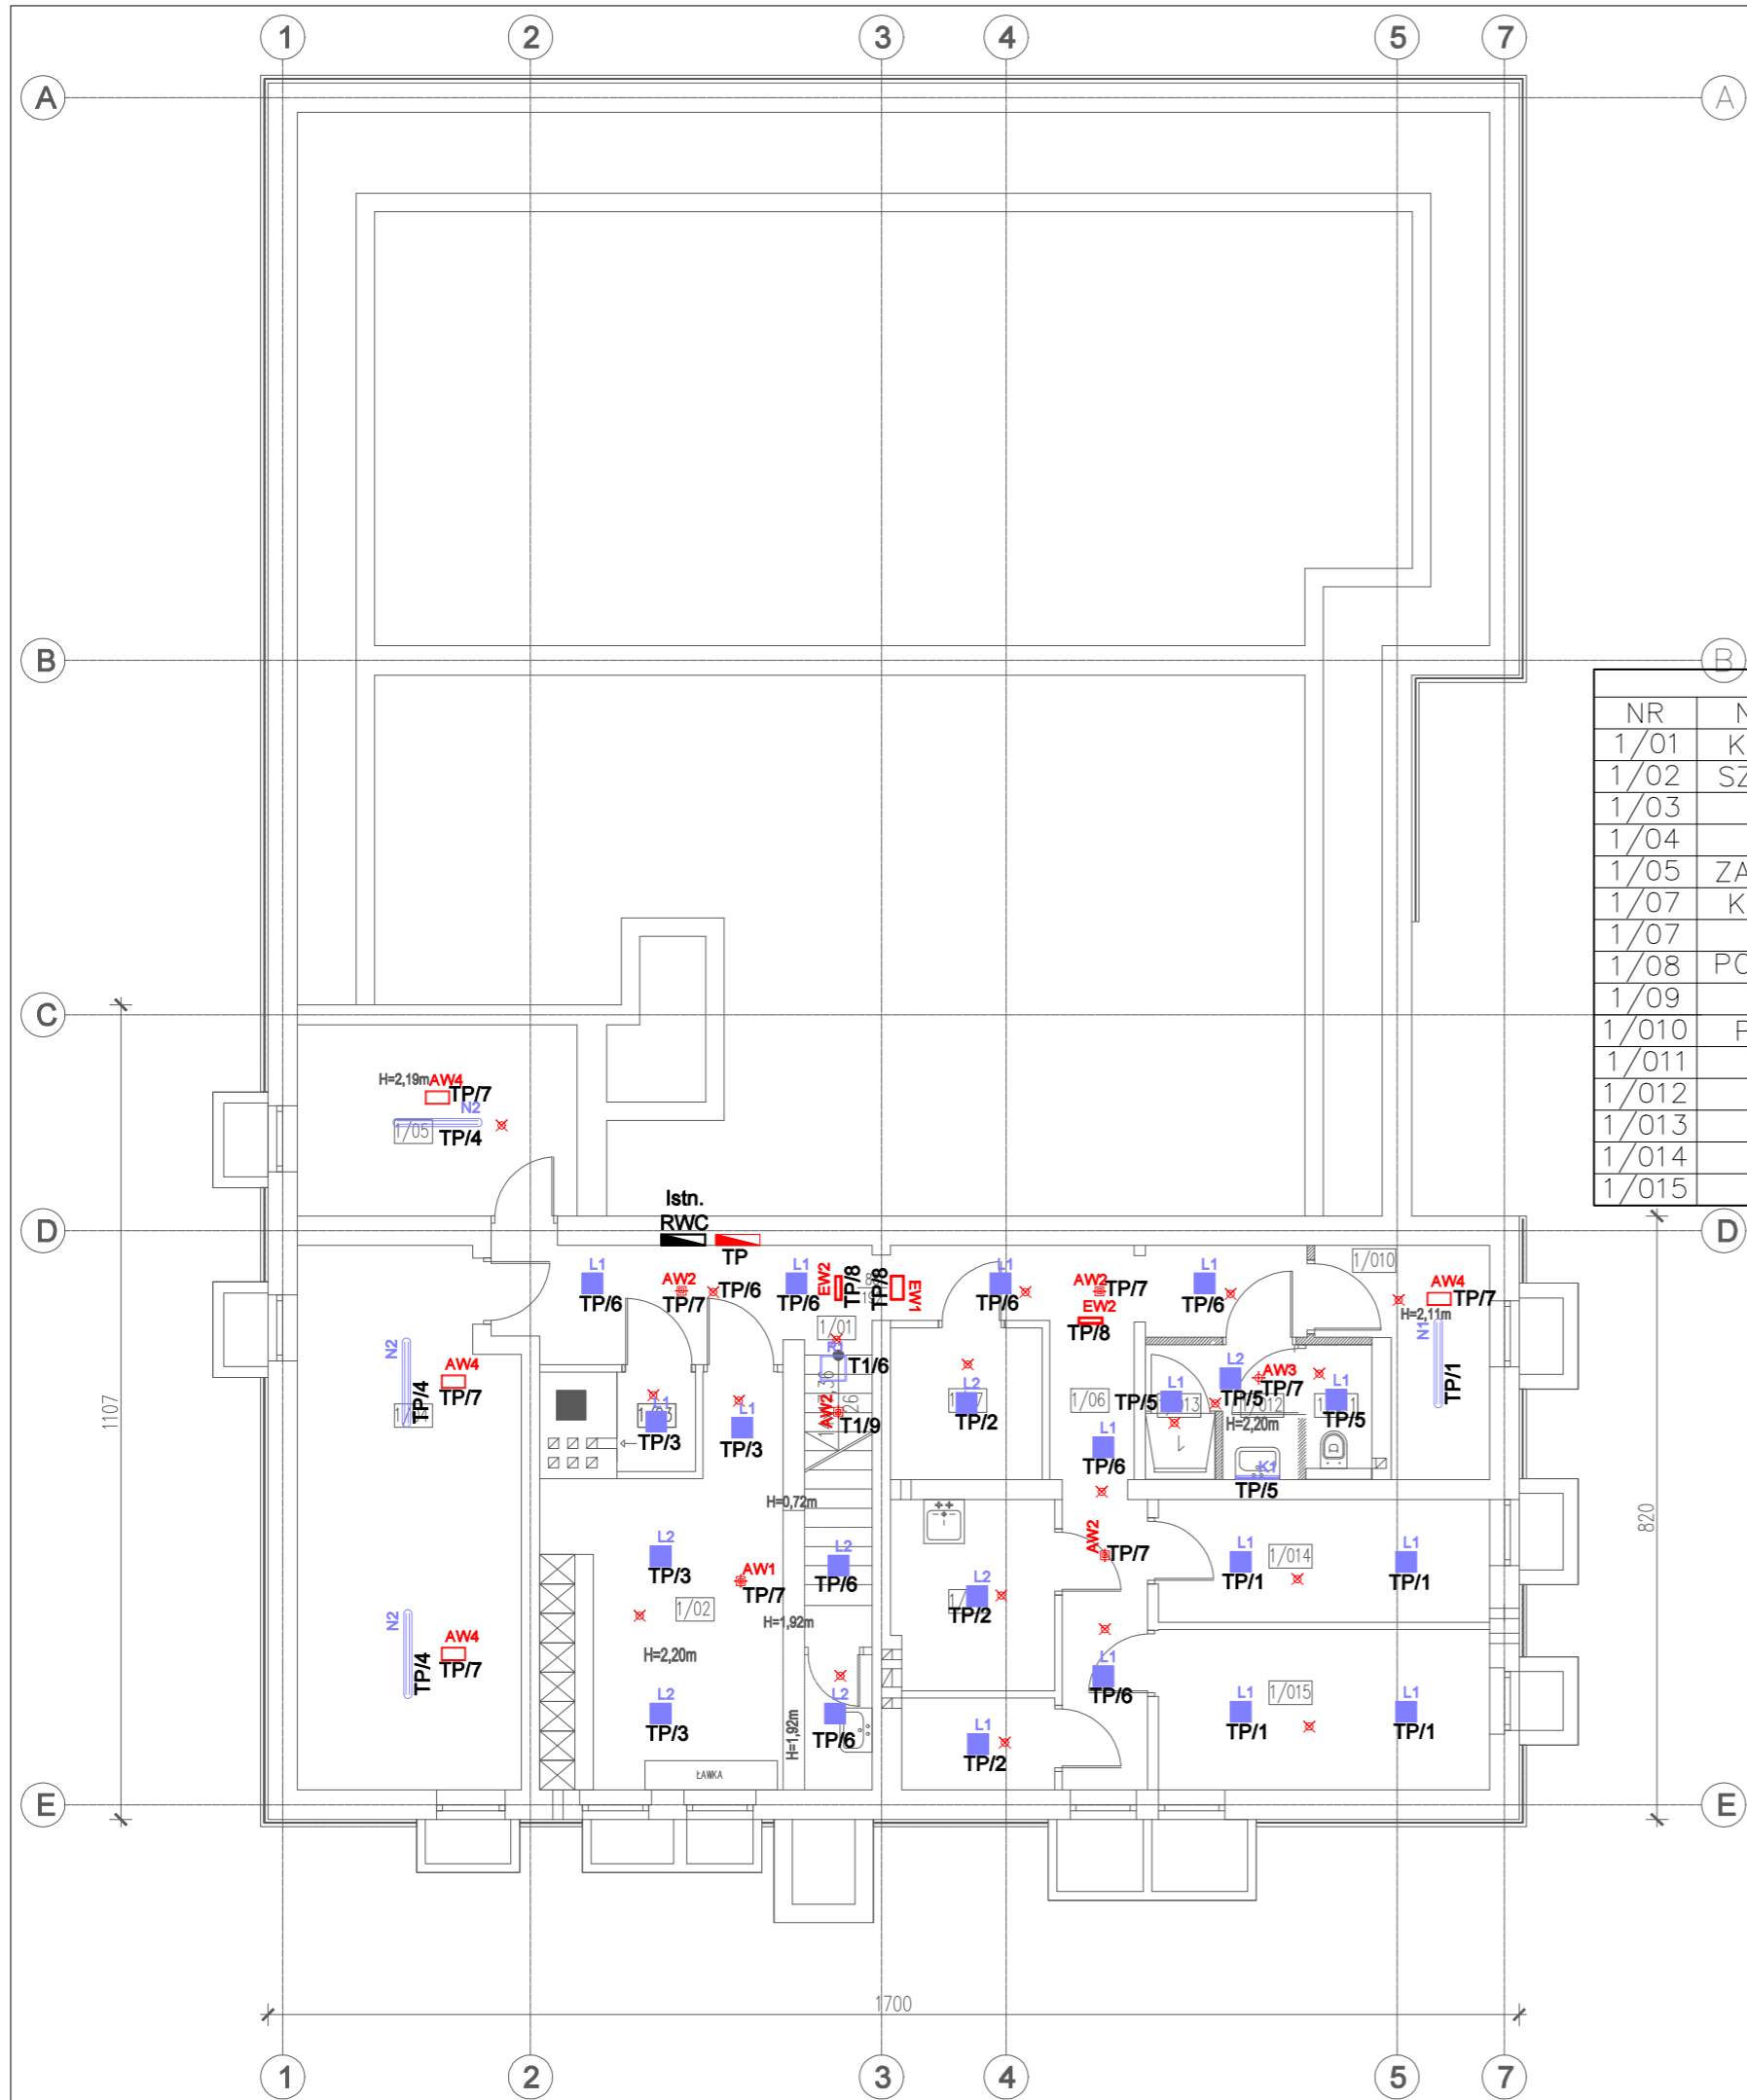 1 2 3 4 5 7
A A
B B
NR
1/01 K
1/02 SZ
1/03
1/04
1/05 ZA
1/07 K
1/07
1/08
1/09
1/010
1/011
1/012
1/013
1/014
1/015
C
H=2,19m AW4
TP/7
N2
1/05 TP/4
Istn.
RWC
TP
D D
L1 TP/6
AW2 TP/7
TP/6
L1 TP/6
EW2 TP/8
TP/8 EW1
L1 TP/6
AW2 TP/7
EW2 TP/8
L1 TP/6
1/010
AW4 TP/7
H=2,11m
N1 TP/1
1/01
T1/6
AW2 T1/9
26
N2 TP/4
AW4 TP/7
L1 TP/3
L1 TP/3
L2 TP/2
1/06
L1 TP/6
TP/5 L1
L2 TP/5
AW3 TP/7
1/012
H=2,20m
L1 TP/5
K1 TP/5
H=0,72m
L2 TP/3
AW1 TP/7
1/02
H=1,92m
H=2,20m
L2 TP/6
L2 TP/2
AW2 TP/7
L1 TP/1
1/014
L1 TP/1
N2 TP/4
AW4 TP/7
L2 TP/3
H=1,92m
L2 TP/6
L1 TP/2
L1 TP/6
L1 TP/1
1/015
L1 TP/1
ŁAWKA
E E
1107
820
1700
1 2 3 4 5 7